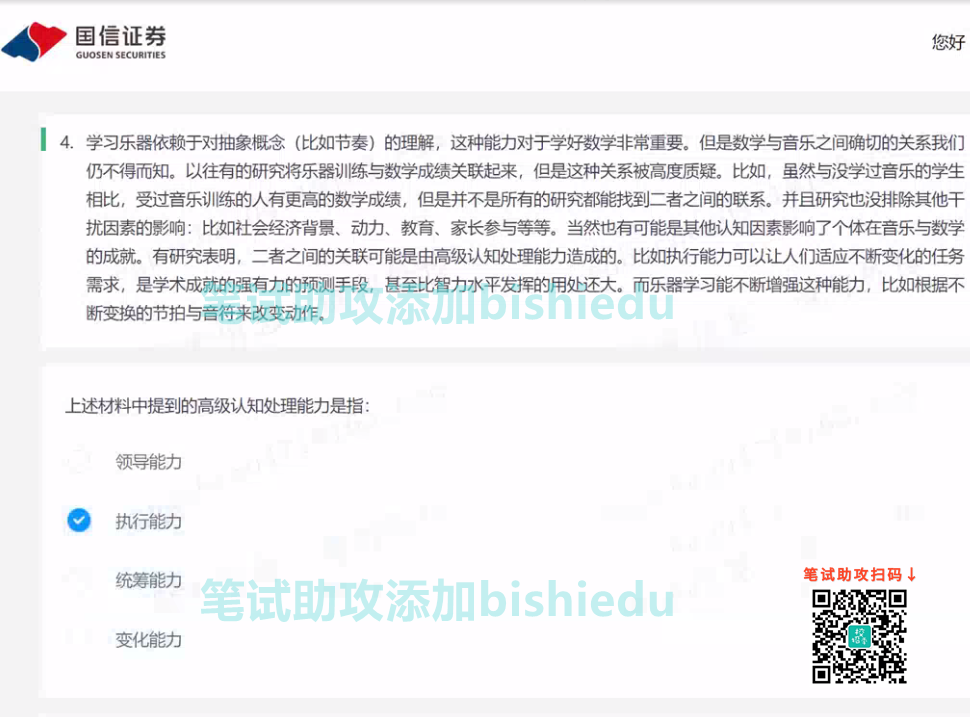 国信证券
GUOSEN SECURITIES
您好
4. 学习乐器依赖于对抽象概念（比如节奏）的理解，这种能力对于学好数学非常重要。但是数学与音乐之间确切的关系我们
仍不得而知。以往有的研究将乐器训练与数学成绩关联起来，但是这种关系被高度质疑。比如，虽然与没学过音乐的学生
相比，受过音乐训练的人有更高的数学成绩，但是并不是所有的研究都能找到二者之间的联系。并且研究也没排除其他干
扰因素的影响：比如社会经济背景、动力、教育、家长参与等等。当然也有可能是其他认知因素影响了个体在音乐与数学
的成就。有研究表明，二者之间的关联可能是由高级认知处理能力造成的。比如执行能力可以让人们适应不断变化的任务
需求，是学术成就的强有力的预测手段，甚至比智力水平发挥的用处还大。而乐器学习能不断增强这种能力，比如根据不
断变换的节拍与音符来改变动作。
笔试助攻添加bishiedu
上述材料中提到的高级认知处理能力是指：
领导能力
执行能力
统筹能力
变化能力
笔试助攻添加bishiedu
笔试助攻扫码↓